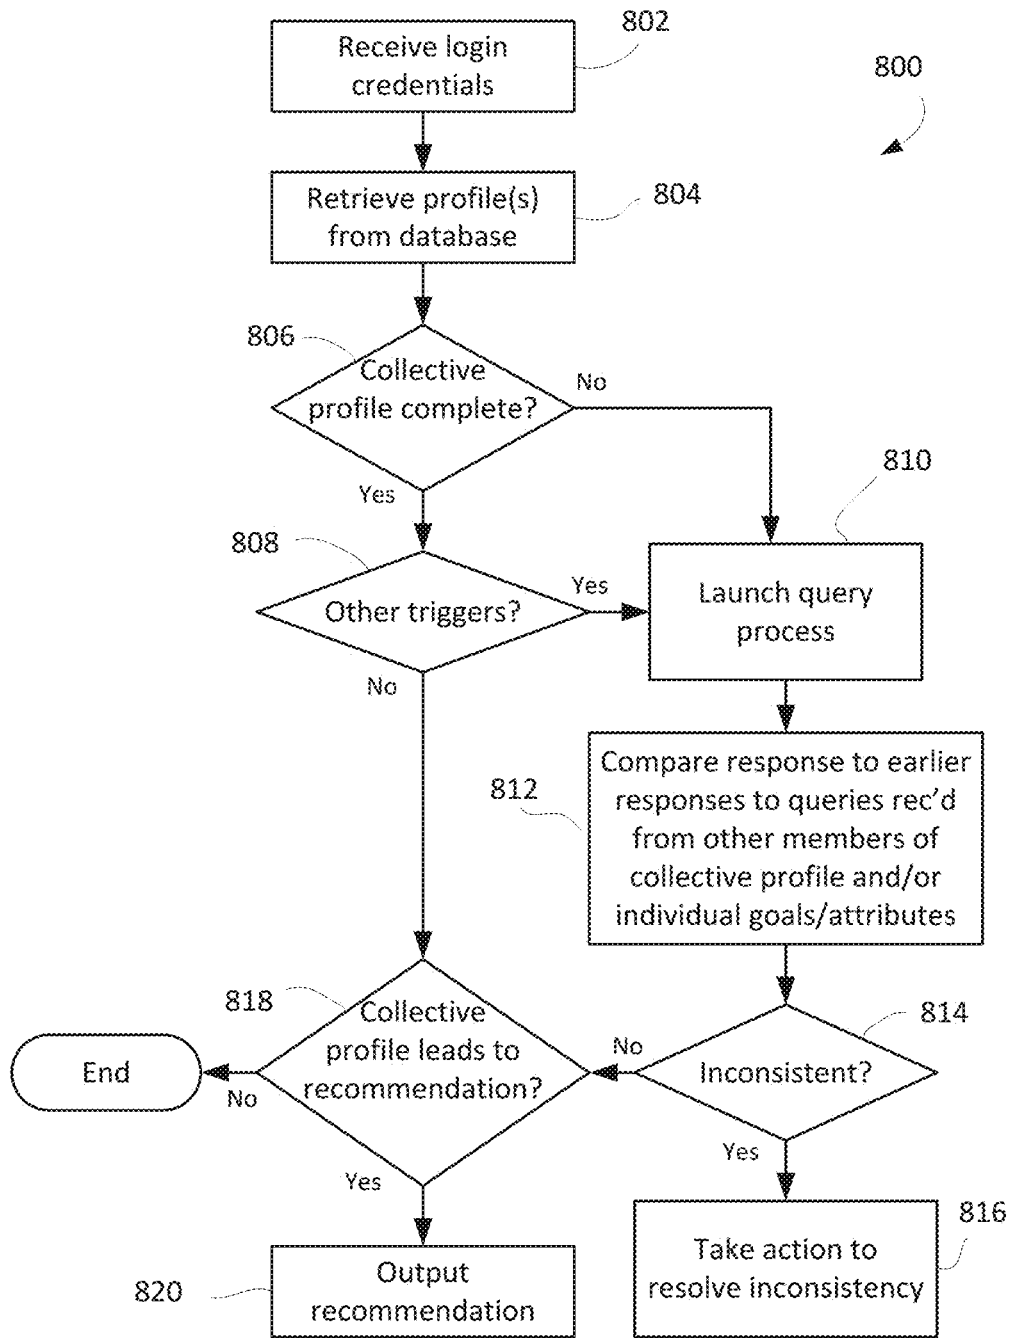 802
Receive login
credentials
800
804
Retrieve profile(s)
from database
806
Collective
profile complete?
No
Yes
810
808
Other triggers?
Yes
Launch query
process
No
812
Compare response to earlier
responses to queries rec'd
from other members of
collective profile and/or
individual goals/attributes
818
Collective
profile leads to
recommendation?
814
No
Inconsistent?
End
No
Yes
Yes
816
Take action to
resolve inconsistency
820
Output
recommendation